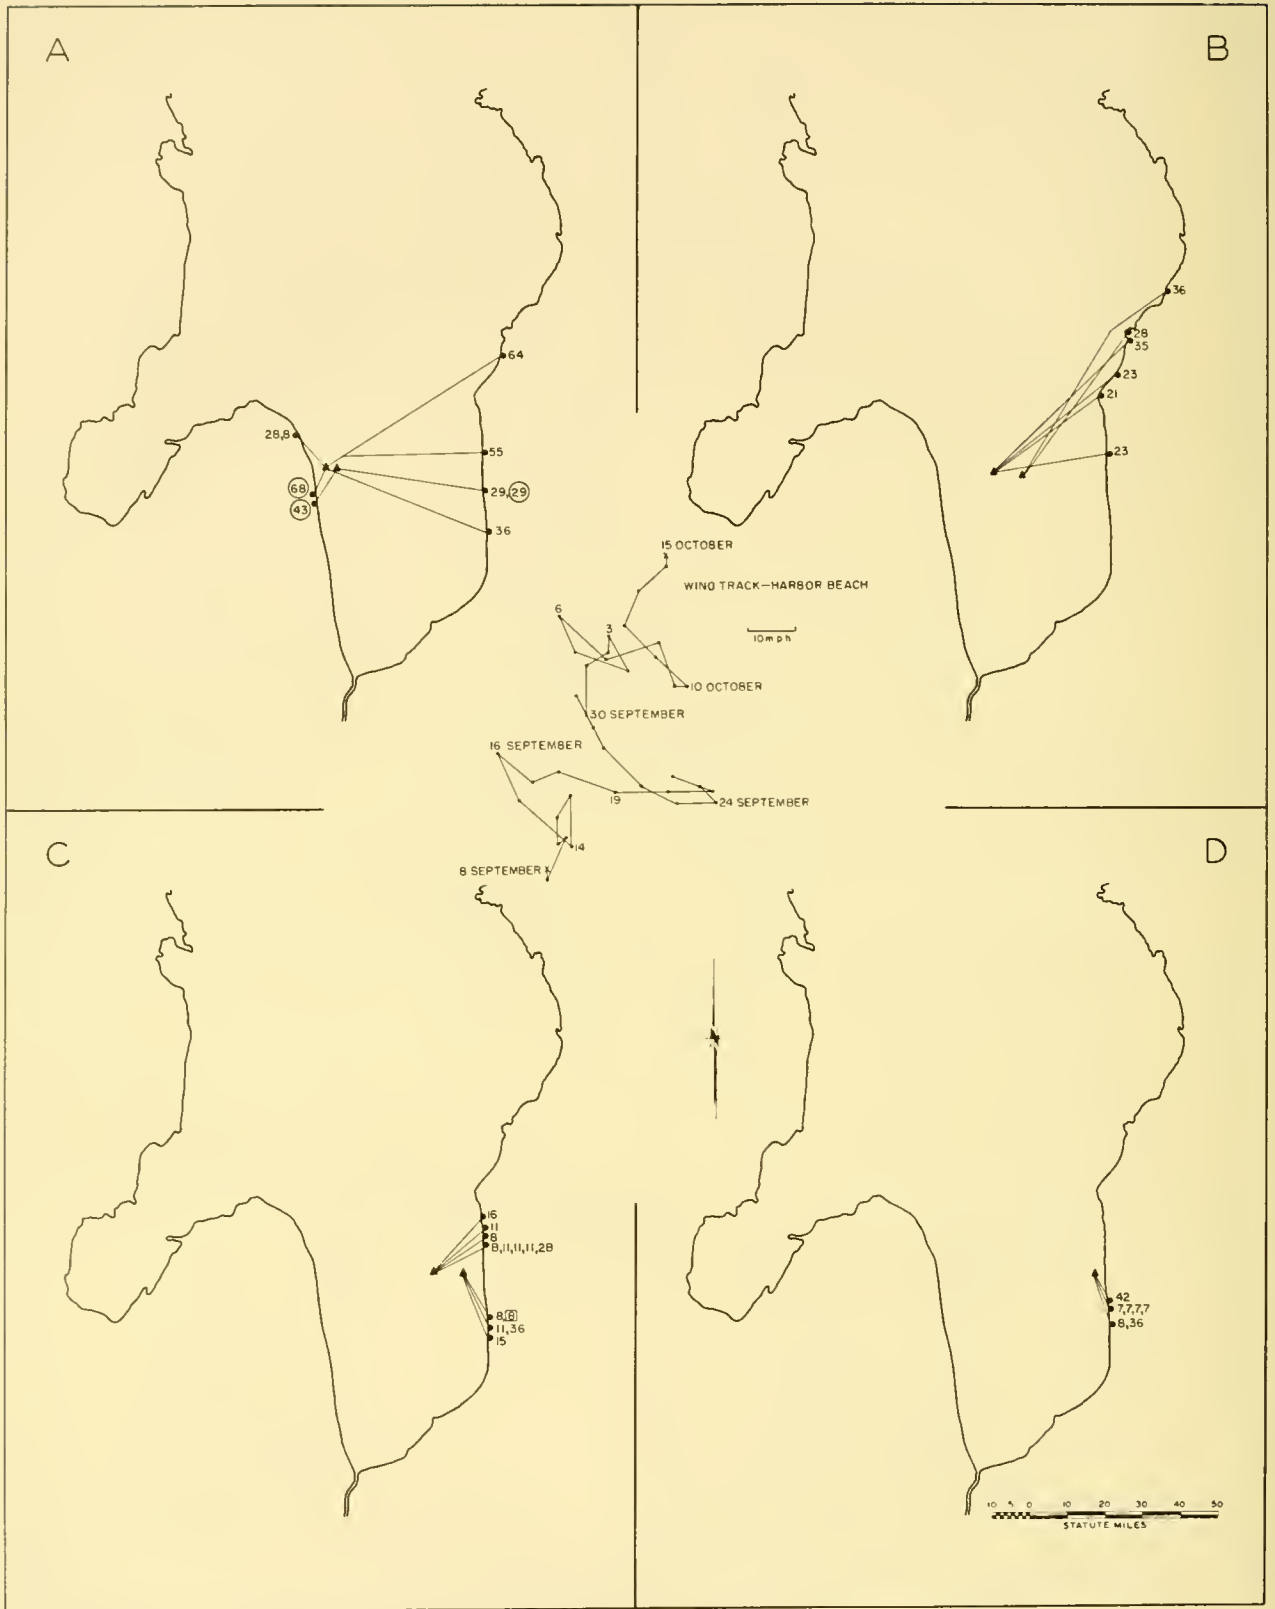 A
B
64
28,8
55
68
29, 29
43
36
36
28
35
23
21
23
15 OCTOBER
WIND TRACK—HARBOR BEACH
6
3
10 mph
10 OCTOBER
30 SEPTEMBER
16 SEPTEMBER
19
24 SEPTEMBER
14
8 SEPTEMBER
C
D
16
11
8
8,11,11,11,28
8,8
11,36
15
42
7,7,7,7
8,36
10 5 0 10 20 30 40 50
STATUTE MILES